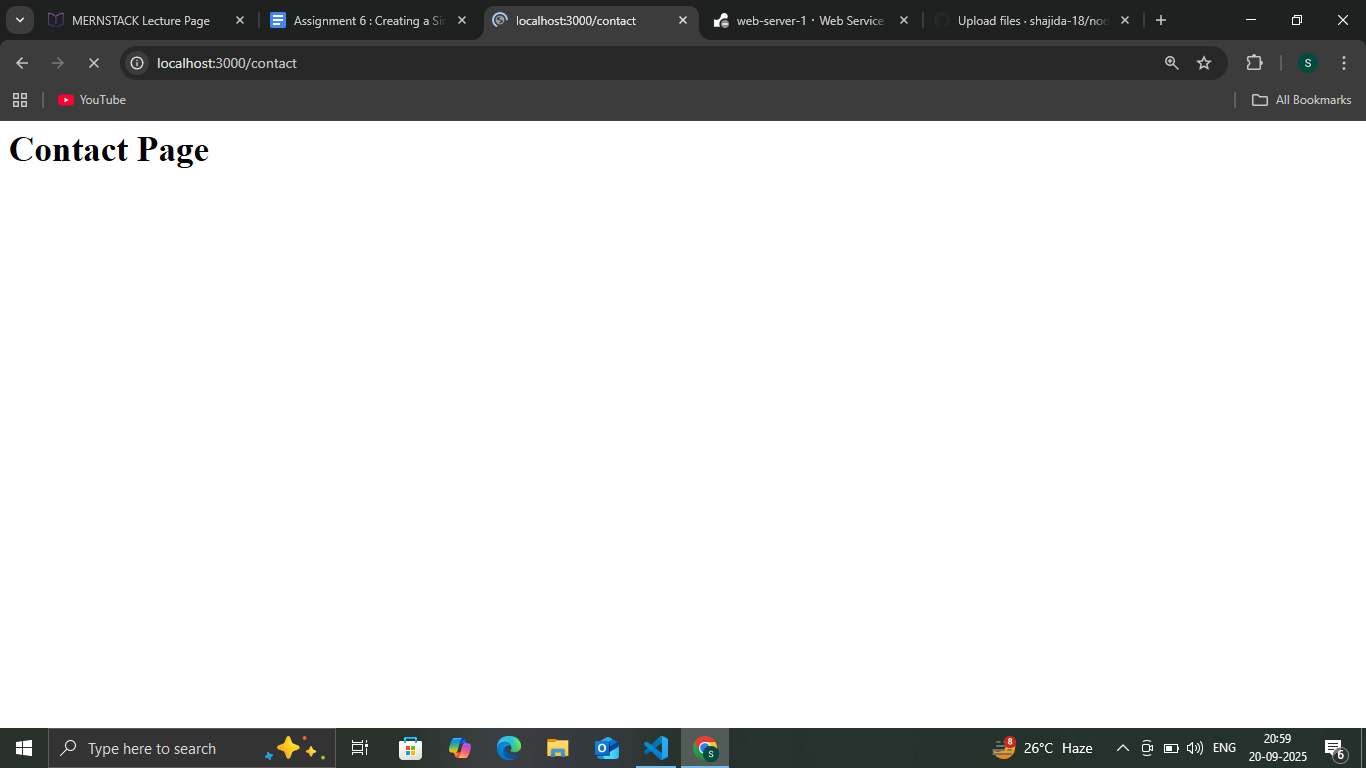 MERNSTACK Lecture Page
Assignment 6 : Creating a Sin
localhost:3000/contact
web-server-1 · Web Service
Upload files · shajida-18/nod
localhost:3000/contact
S
YouTube
All Bookmarks
Contact Page
Type here to search
S
8
26°C Haze
ENG
20:59
20-09-2025
6